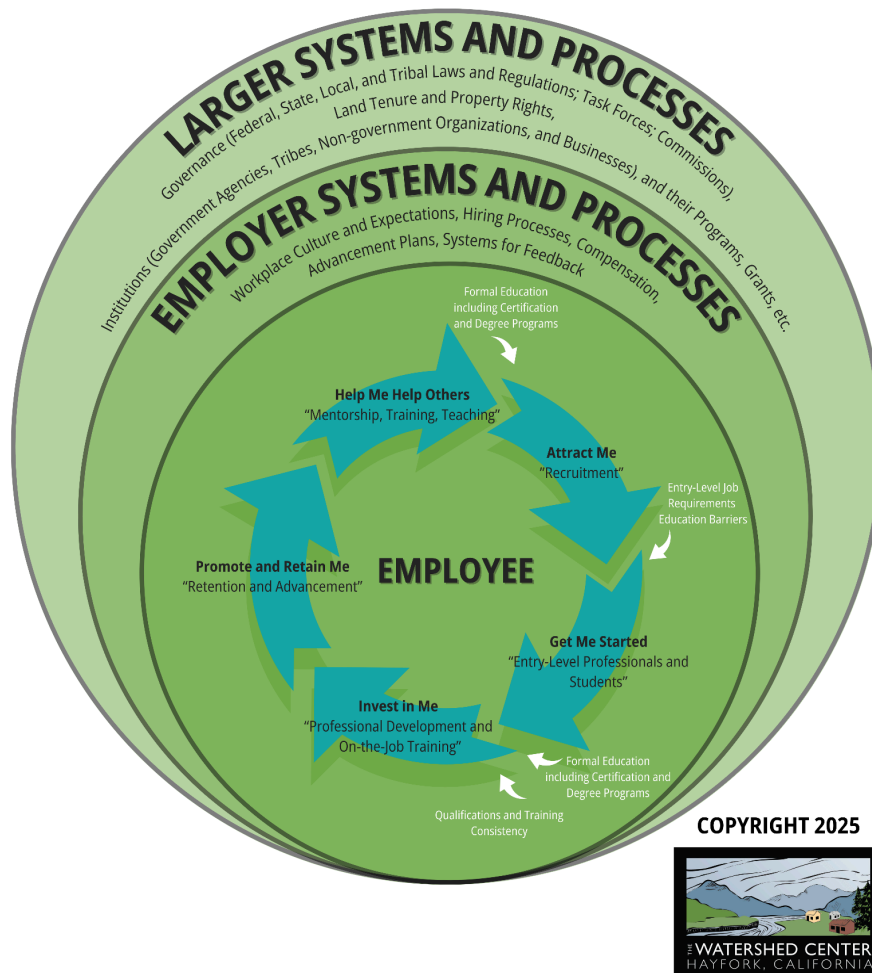 LARGER SYSTEMS AND PROCESSES
Governance (Federal, State, Local, and Tribal Laws and Regulations; Task Forces; Commissions),
Land Tenure and Property Rights,
Institutions (Government Agencies, Tribes, Non-government Organizations, and Businesses), and their Programs, Grants, etc.
EMPLOYER SYSTEMS AND PROCESSES
Workplace Culture and Expectations, Hiring Processes, Compensation,
Advancement Plans, Systems for Feedback
Formal Education
including Certification
and Degree Programs
Help Me Help Others
“Mentorship, Training, Teaching”
Attract Me
“Recruitment”
Entry-Level Job
Requirements
Education Barriers
Promote and Retain Me
“Retention and Advancement”
EMPLOYEE
Get Me Started
“Entry-Level Professionals and
Students”
Invest in Me
“Professional Development and
On-the-Job Training”
Formal Education
including Certification and
Degree Programs
Qualifications and Training
Consistency
COPYRIGHT 2025
THE WATERSHED CENTER
HAYFORK, CALIFORNIA